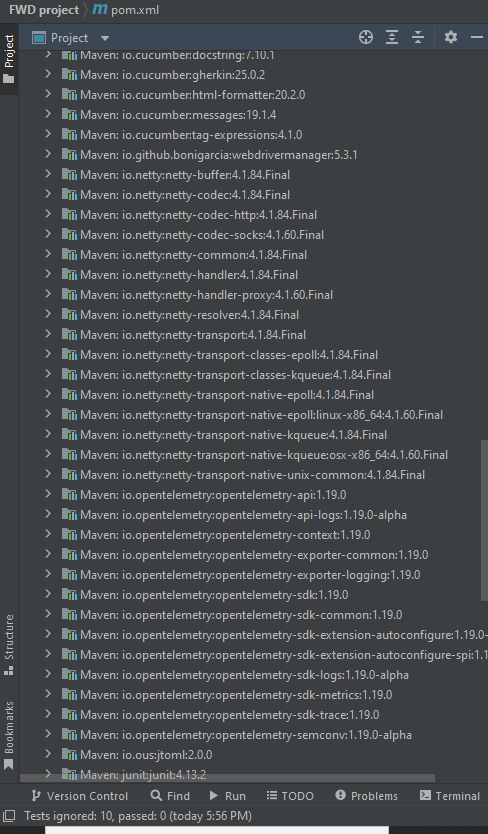 FWD project pom.xml
Project
Project
Maven: io.cucumber:docstring:7.10.1
Maven: io.cucumber:gherkin:25.0.2
Maven: io.cucumber:html-formatter:20.2.0
Maven: io.cucumber:messages:19.1.4
Maven: io.cucumber:tag-expressions:4.1.0
Maven: io.github.bonigarcia:webdrivermanager:5.3.1
Maven: io.netty:netty-buffer:4.1.84.Final
Maven: io.netty:netty-codec:4.1.84.Final
Maven: io.netty:netty-codec-http:4.1.84.Final
Maven: io.netty:netty-codec-socks:4.1.60.Final
Maven: io.netty:netty-common:4.1.84.Final
Maven: io.netty:netty-handler:4.1.84.Final
Maven: io.netty:netty-handler-proxy:4.1.60.Final
Maven: io.netty:netty-resolver:4.1.84.Final
Maven: io.netty:netty-transport:4.1.84.Final
Maven: io.netty:netty-transport-classes-epoll:4.1.84.Final
Maven: io.netty:netty-transport-classes-kqueue:4.1.84.Final
Maven: io.netty:netty-transport-native-epoll:4.1.84.Final
Maven: io.netty:netty-transport-native-epoll:linux-x86_64:4.1.60.Final
Maven: io.netty:netty-transport-native-kqueue:4.1.84.Final
Maven: io.netty:netty-transport-native-kqueue:osx-x86_64:4.1.60.Final
Maven: io.netty:netty-transport-native-unix-common:4.1.84.Final
Maven: io.opentelemetry:opentelemetry-api:1.19.0
Maven: io.opentelemetry:opentelemetry-api-logs:1.19.0-alpha
Maven: io.opentelemetry:opentelemetry-context:1.19.0
Maven: io.opentelemetry:opentelemetry-exporter-common:1.19.0
Maven: io.opentelemetry:opentelemetry-exporter-logging:1.19.0
Maven: io.opentelemetry:opentelemetry-sdk:1.19.0
Maven: io.opentelemetry:opentelemetry-sdk-common:1.19.0
Maven: io.opentelemetry:opentelemetry-sdk-extension-autoconfigure:1.19.0-
Maven: io.opentelemetry:opentelemetry-sdk-extension-autoconfigure-spi:1.1
Maven: io.opentelemetry:opentelemetry-sdk-logs:1.19.0-alpha
Maven: io.opentelemetry:opentelemetry-sdk-metrics:1.19.0
Maven: io.opentelemetry:opentelemetry-sdk-trace:1.19.0
Maven: io.opentelemetry:opentelemetry-semconv:1.19.0-alpha
Maven: io.ous:jtoml:2.0.0
Maven: junit:junit:4.13.2
Structure
Bookmarks
Version Control Find Run TODO Problems Terminal
Tests ignored: 10, passed: 0 (today 5:56 PM)